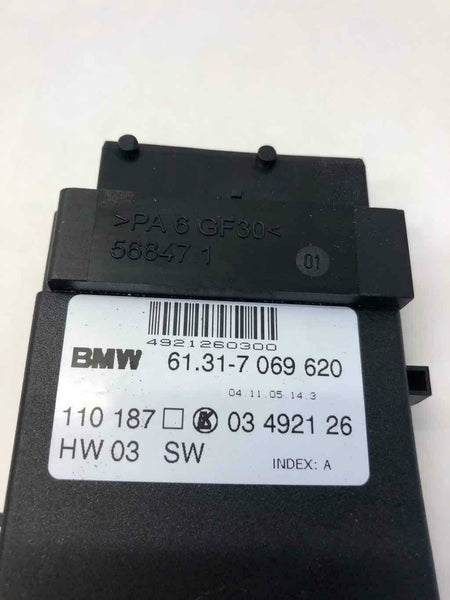 >PA 6 GF30<
56847 1
01
4921260300
BMW 61.31-7 069 620
04.11.05 14.3
110 187 K 03 4921 26
HW 03 SW
INDEX: A